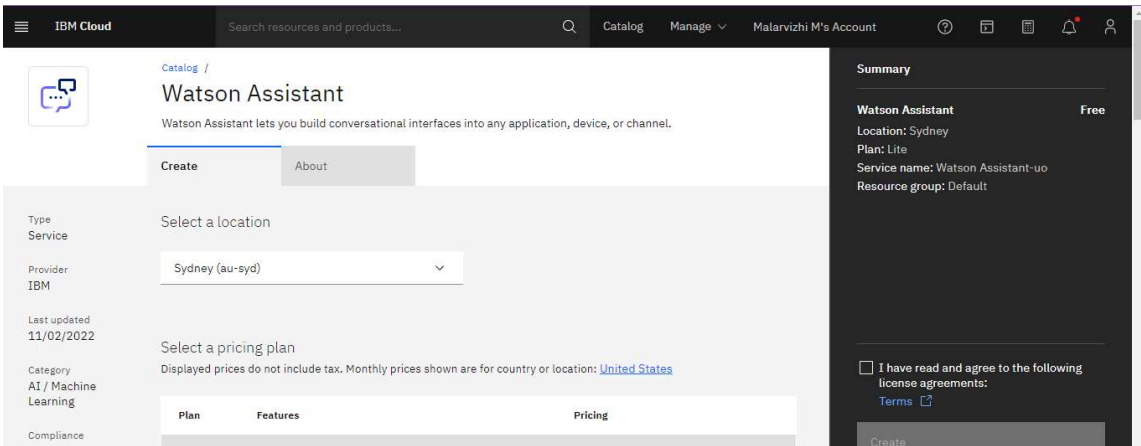 IBM Cloud
Search resources and products...
Catalog
Manage
Malarvizhi M's Account
Catalog /
Watson Assistant
Watson Assistant lets you build conversational interfaces into any application, device, or channel.
Create
About
Type
Service
Provider
IBM
Last updated
11/02/2022
Category
AI / Machine
Learning
Compliance
Select a location
Sydney (au-syd)
Select a pricing plan
Displayed prices do not include tax. Monthly prices shown are for country or location: United States
Plan Features Pricing
Summary
Watson Assistant Free
Location: Sydney
Plan: Lite
Service name: Watson Assistant-uo
Resource group: Default
I have read and agree to the following
license agreements:
Terms
Create